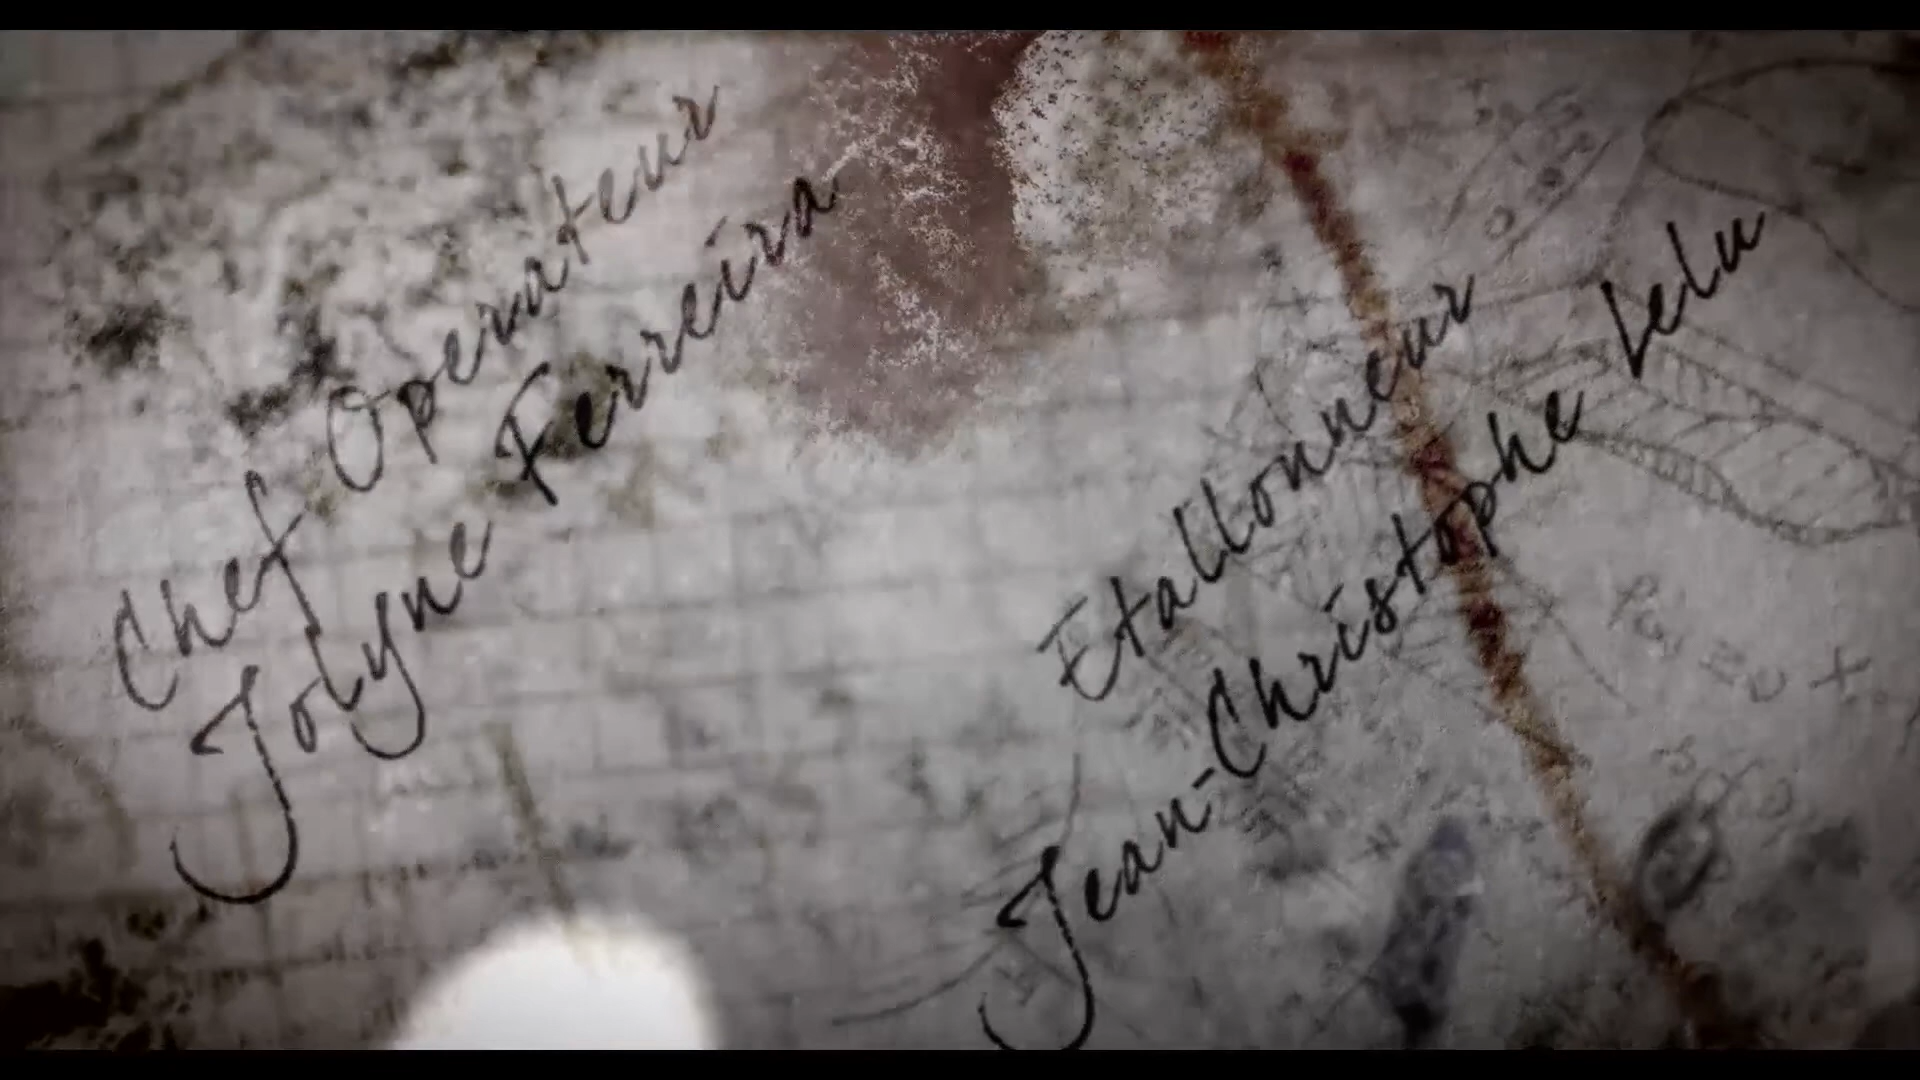 Chef Operateur
Jolyne Ferreira
Etallonneur
Jean-Christophe Lelu